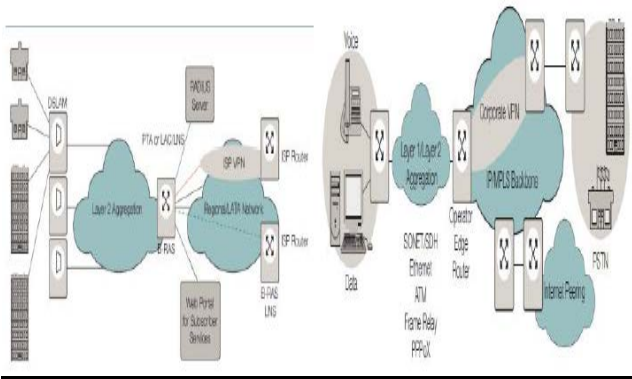 DSLAM
RADIUS
Server
PTA or LAC/LNS
ISP VPN
ISP Router
Layer 2 Aggregation
Regional/LATA Network
B-RAS
ISP Router
B-RAS
LNS
Web Portal
for Subscriber
Services
Voice
Data
Layer 1/Layer 2
Aggregation
SONET/SDH
Ethernet
ATM
Frame Relay
PPPoX
Corporate VPN
IP/MPLS Backbone
Operator
Edge
Router
PSTN
Internet Peering